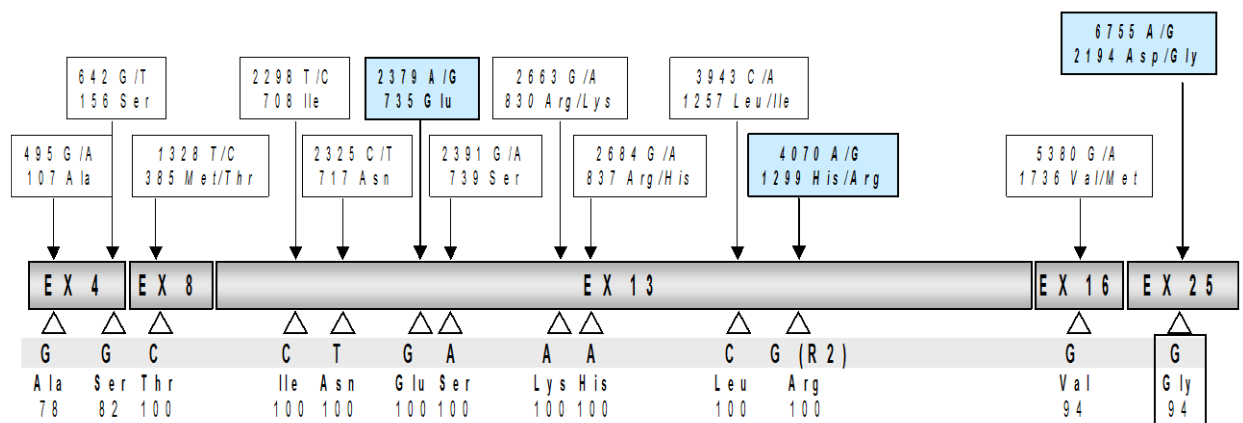 6755 A/G
2194 Asp/Gly
642 G/T
156 Ser
2298 T/C
708 Ile
2379 A/G
735 Glu
2663 G/A
830 Arg/Lys
3943 C/A
1257 Leu/Ile
495 G/A
107 Ala
1328 T/C
385 Met/Thr
2325 C/T
717 Asn
2391 G/A
739 Ser
2684 G/A
837 Arg/His
4070 A/G
1299 His/Arg
5380 G/A
1736 Val/Met
EX 4 EX 8 EX 13 EX 16 EX 25
G G C C T G A A A C G (R2) G G
Ala Ser Thr Ile Asn Glu Ser Lys His Leu Arg Val Gly
78 82 100 100 100 100 100 100 100 100 100 94 94